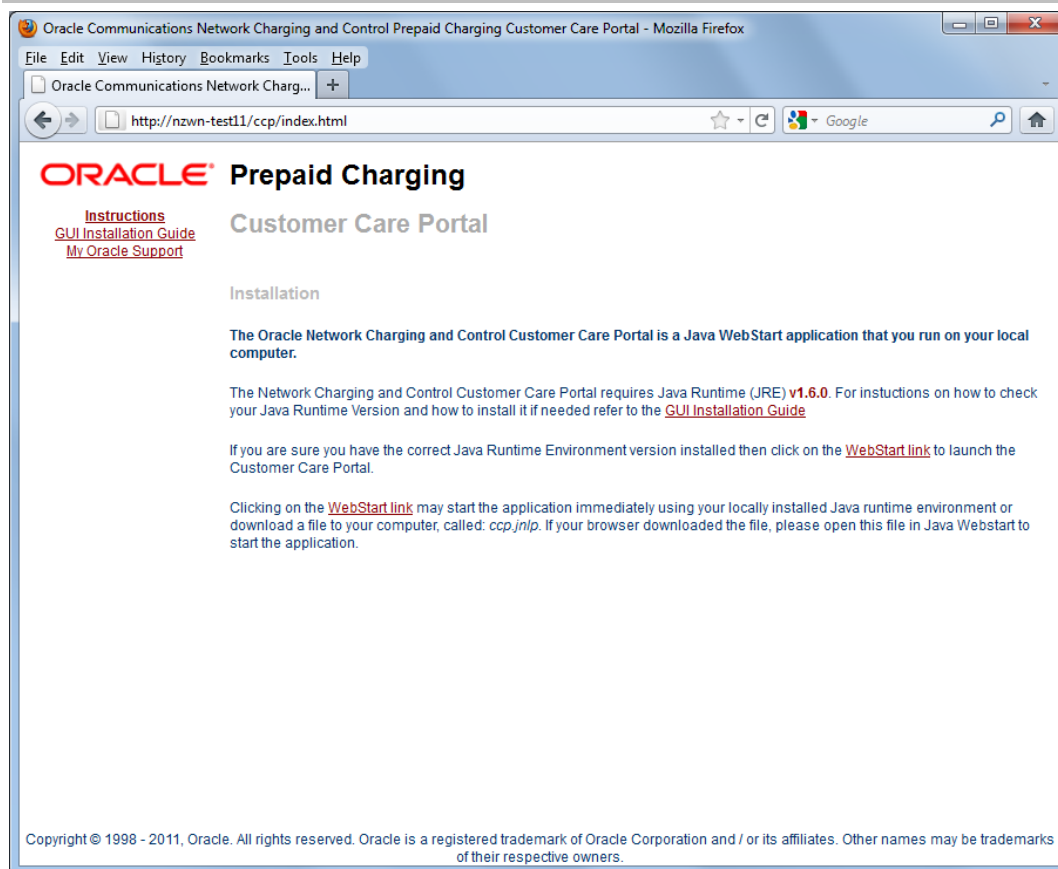 Oracle Communications Network Charging and Control Prepaid Charging Customer Care Portal - Mozilla Firefox
File Edit View History Bookmarks Tools Help
Oracle Communications Network Charg...
http://nzwn-test11/ccp/index.html
Google
ORACLE® Prepaid Charging
Instructions
GUI Installation Guide
My Oracle Support
Customer Care Portal
Installation
The Oracle Network Charging and Control Customer Care Portal is a Java WebStart application that you run on your local
computer.
The Network Charging and Control Customer Care Portal requires Java Runtime (JRE) v1.6.0. For instuctions on how to check
your Java Runtime Version and how to install it if needed refer to the GUI Installation Guide
If you are sure you have the correct Java Runtime Environment version installed then click on the WebStart link to launch the
Customer Care Portal.
Clicking on the WebStart link may start the application immediately using your locally installed Java runtime environment or
download a file to your computer, called: ccp.jnlp. If your browser downloaded the file, please open this file in Java Webstart to
start the application.
Copyright © 1998 - 2011, Oracle. All rights reserved. Oracle is a registered trademark of Oracle Corporation and / or its affiliates. Other names may be trademarks
of their respective owners.